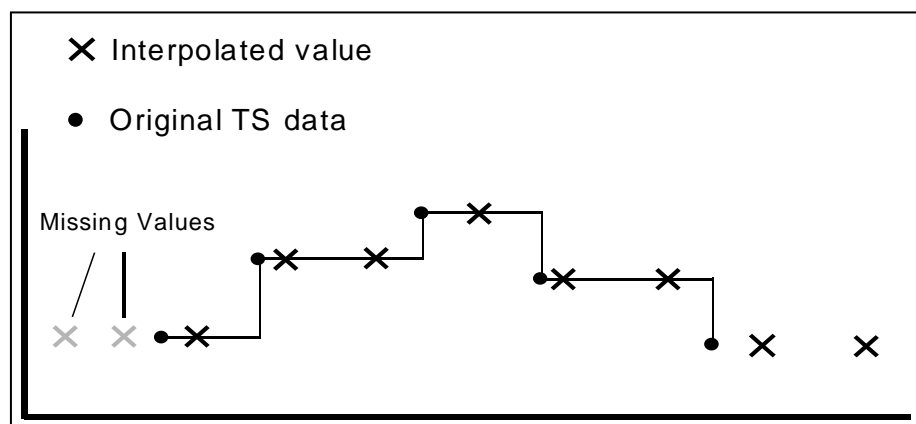 Interpolated value
Original TS data
Missing Values